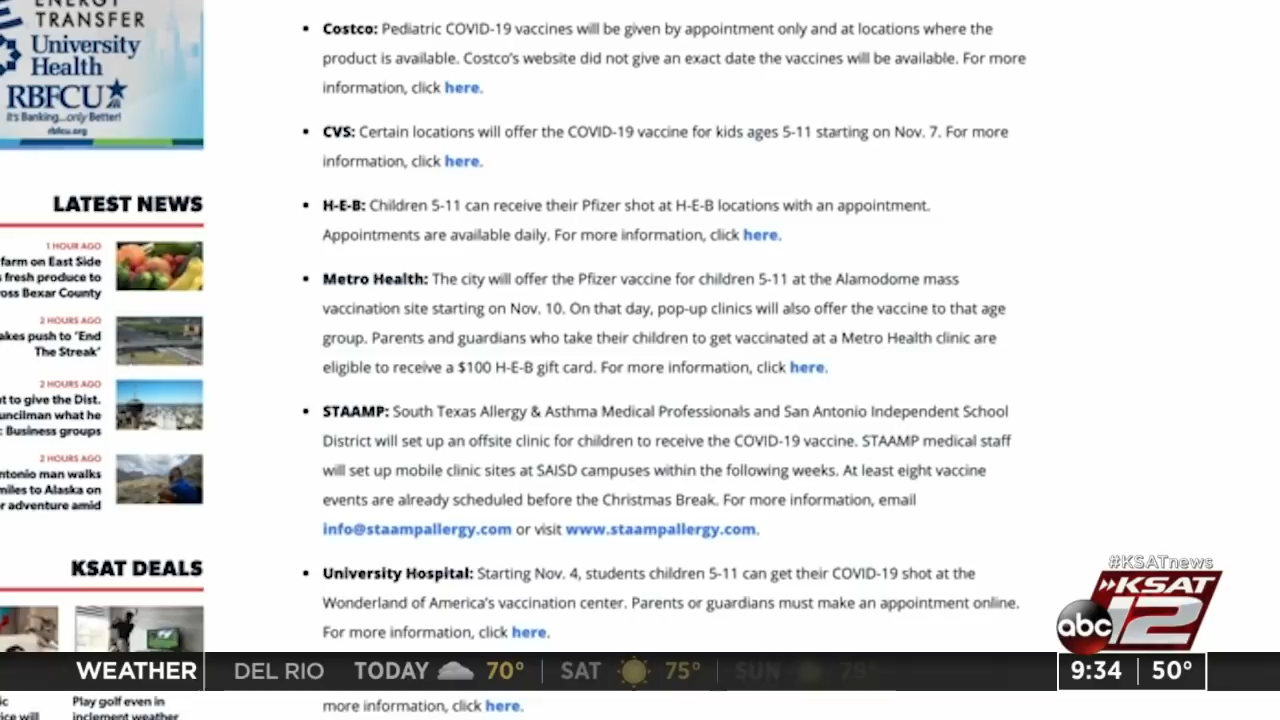 ENERGY
TRANSFER
University
Health
RBFCU
it's Banking...only Better!
rbfcu.org
LATEST NEWS
1 HOUR AGO
farm on East Side
fresh produce to
oss Bexar County
2 HOURS AGO
akes push to "End
The Streak"
2 HOURS AGO
t to give the Dist.
uncilman what he
: Business groups
2 HOURS AGO
ntonio man walks
miles to Alaska on
r adventure amid
KSAT DEALS
Play golf even in
inclement weather
• Costco: Pediatric COVID-19 vaccines will be given by appointment only and at locations where the
product is available. Costco's website did not give an exact date the vaccines will be available. For more
information, click here.
• CVS: Certain locations will offer the COVID-19 vaccine for kids ages 5-11 starting on Nov. 7. For more
information, click here.
• H-E-B: Children 5-11 can receive their Pfizer shot at H-E-B locations with an appointment.
Appointments are available daily. For more information, click here.
• Metro Health: The city will offer the Pfizer vaccine for children 5-11 at the Alamodome mass
vaccination site starting on Nov. 10. On that day, pop-up clinics will also offer the vaccine to that age
group. Parents and guardians who take their children to get vaccinated at a Metro Health clinic are
eligible to receive a $100 H-E-B gift card. For more information, click here.
• STAAMP: South Texas Allergy & Asthma Medical Professionals and San Antonio Independent School
District will set up an offsite clinic for children to receive the COVID-19 vaccine. STAAMP medical staff
will set up mobile clinic sites at SAISD campuses within the following weeks. At least eight vaccine
events are already scheduled before the Christmas Break. For more information, email
info@staampallergy.com or visit www.staampallergy.com.
• University Hospital: Starting Nov. 4, students children 5-11 can get their COVID-19 shot at the
Wonderland of America's vaccination center. Parents or guardians must make an appointment online.
For more information, click here.
more information, click here.
#KSATnews
KSAT
abc 12
WEATHER DEL RIO TODAY 70° SAT 75° SUN 79°
9:34 50°